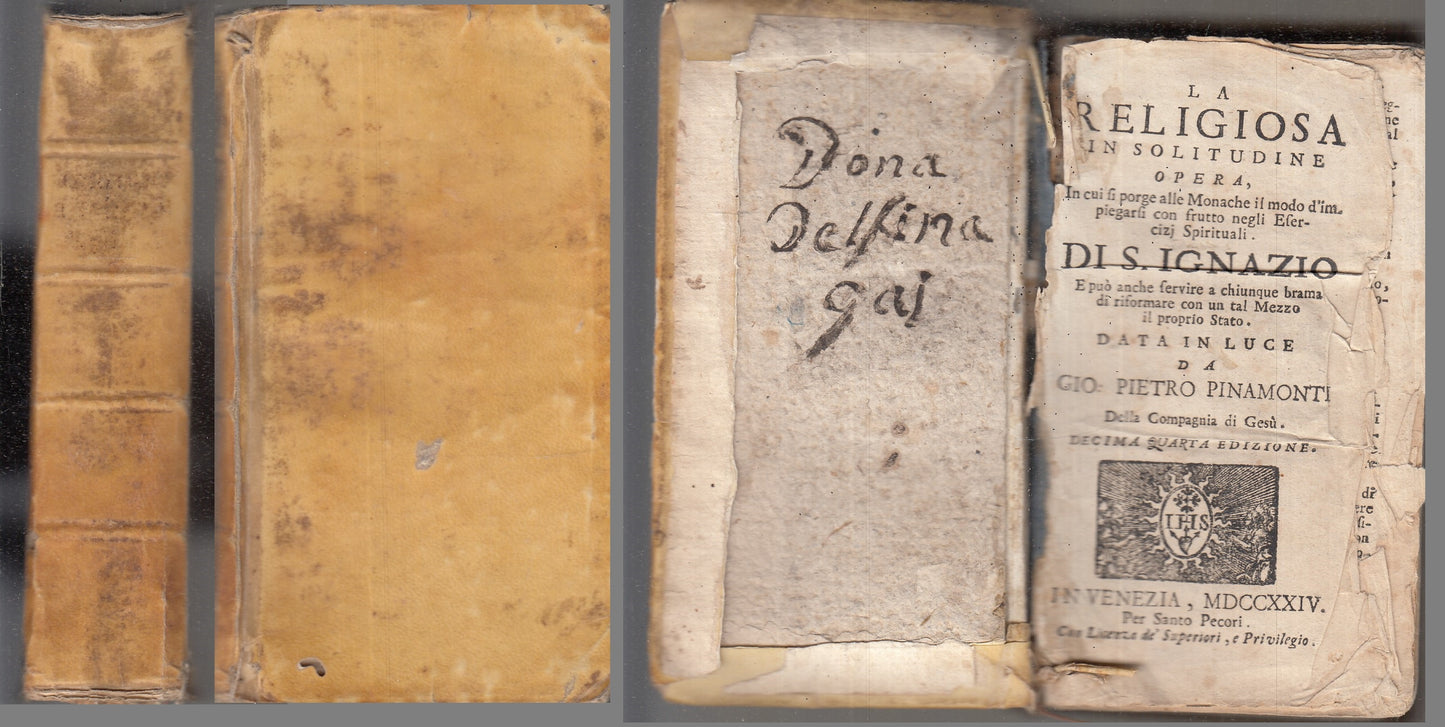 Dona
Delfina
gai
LA
RELIGIOSA
IN SOLITUDINE
OPERA,
In cui ſi porge alle Monache il modo d'im-
piegarſi con frutto negli Eſer-
cizj Spirituali.
DI S. IGNAZIO
E può anche ſervire a chiunque brama
di riformare con un tal Mezzo
il proprio Stato.
DATA IN LUCE
DA
GIO: PIETRO PINAMONTI
Della Compagnia di Gesù.
DECIMA QUARTA EDIZIONE.
IHS
IN VENEZIA, MDCCXXIV.
Per Santo Pecori.
Con Licenza de' Superiori, e Privilegio.